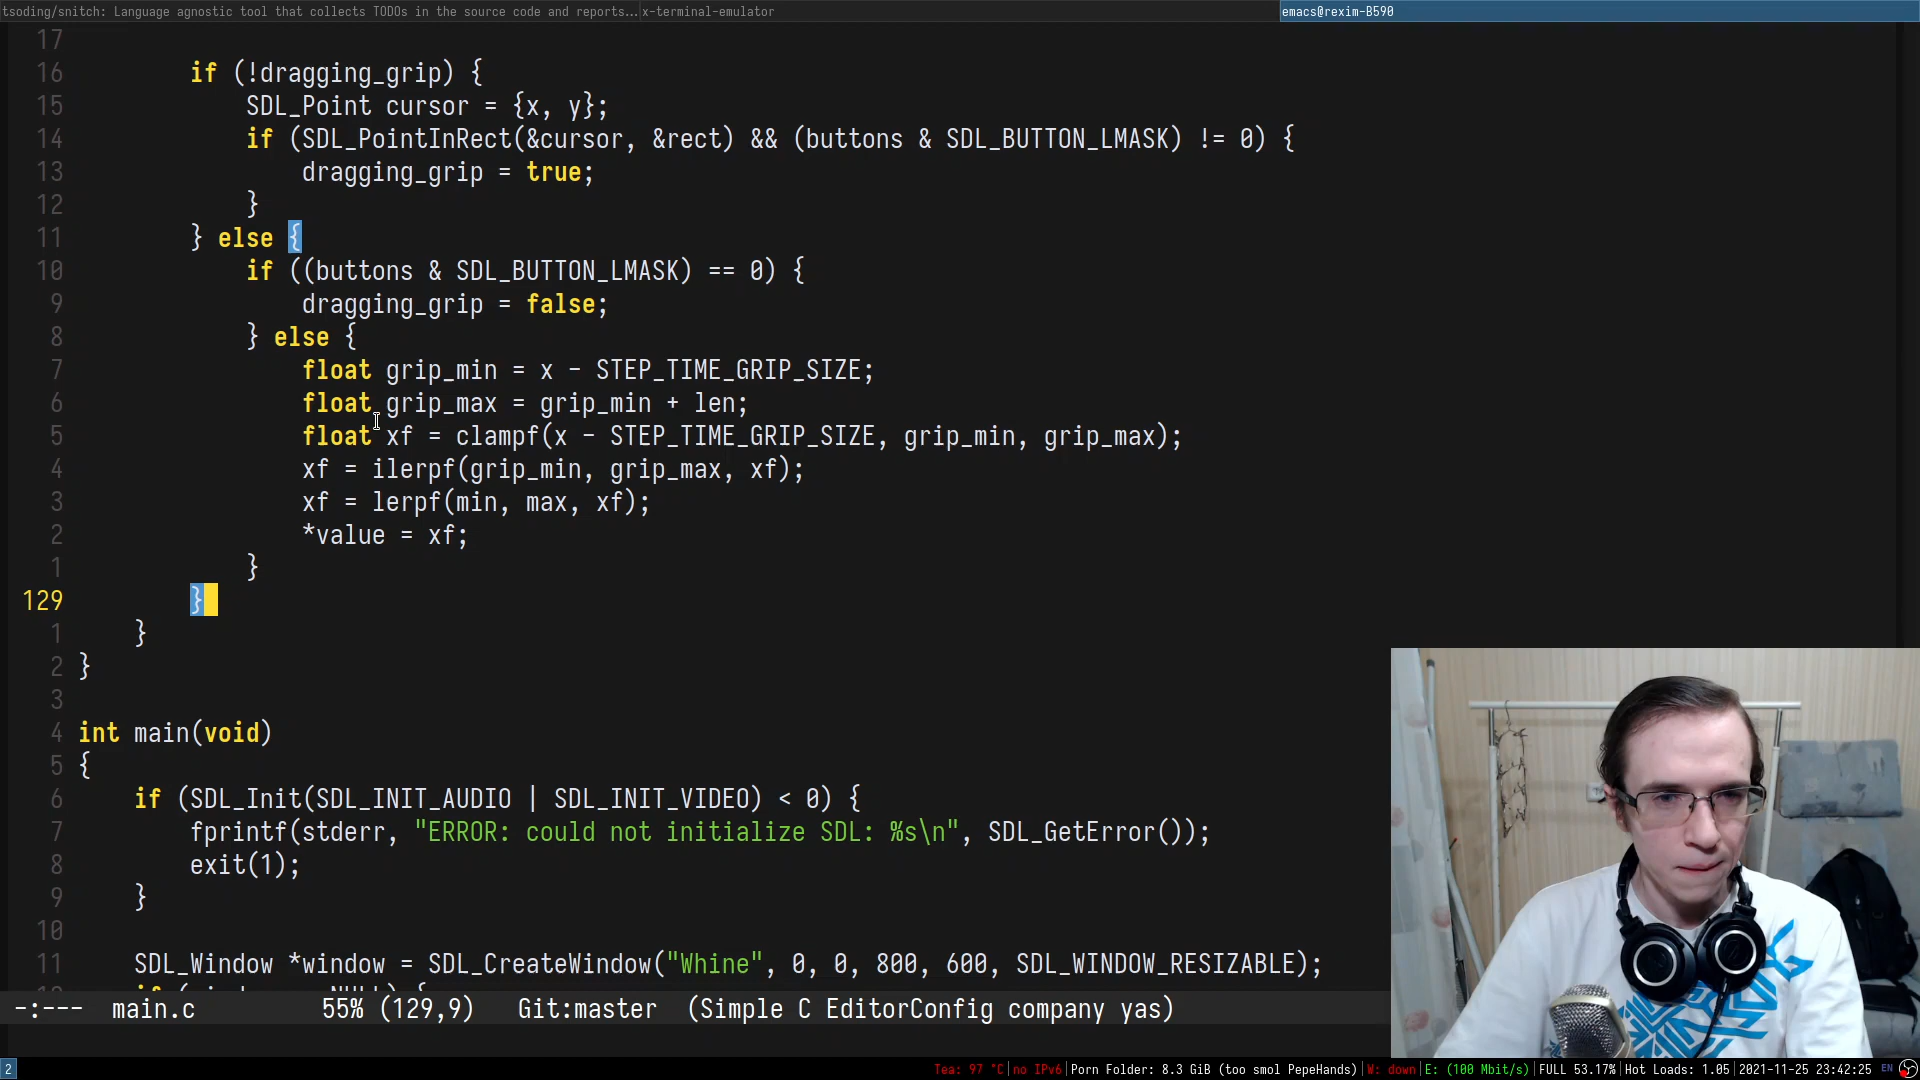 tsoding/snitch: Language agnostic tool that collects TODOs in the source code and reports... x-terminal-emulator emacs@rexim-B590
17
16 if (!dragging_grip) {
15 SDL_Point cursor = {x, y};
14 if (SDL_PointInRect(&cursor, &rect) && (buttons & SDL_BUTTON_LMASK) != 0) {
13 dragging_grip = true;
12 }
11 } else {
10 if ((buttons & SDL_BUTTON_LMASK) == 0) {
9 dragging_grip = false;
8 } else {
7 float grip_min = x - STEP_TIME_GRIP_SIZE;
6 float grip_max = grip_min + len;
5 float xf = clampf(x - STEP_TIME_GRIP_SIZE, grip_min, grip_max);
4 xf = ilerpf(grip_min, grip_max, xf);
3 xf = lerpf(min, max, xf);
2 *value = xf;
1 }
129 }
1 }
2 }
3
4 int main(void)
5 {
6 if (SDL_Init(SDL_INIT_AUDIO | SDL_INIT_VIDEO) < 0) {
7 fprintf(stderr, "ERROR: could not initialize SDL: %s\n", SDL_GetError());
8 exit(1);
9 }
10
11 SDL_Window *window = SDL_CreateWindow("Whine", 0, 0, 800, 600, SDL_WINDOW_RESIZABLE);
-:--- main.c 55% (129,9) Git:master (Simple C EditorConfig company yas)
2 Tea: 97 °C|no IPv6|Porn Folder: 8.3 GiB (too smol PepeHands)|W: down|E: (100 Mbit/s)|FULL 53.17%|Hot Loads: 1.05|2021-11-25 23:42:25 EN